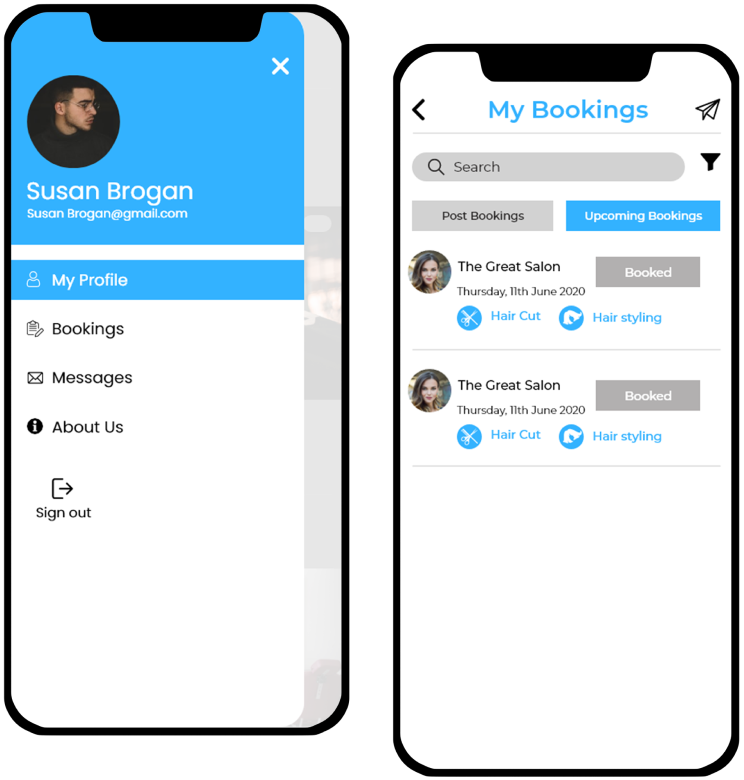 Susan Brogan
Susan Brogan@gmail.com
My Profile
Bookings
Messages
About Us
Sign out
My Bookings
Search
Post Bookings
Upcoming Bookings
The Great Salon
Booked
Thursday, 11th June 2020
Hair Cut
Hair styling
The Great Salon
Booked
Thursday, 11th June 2020
Hair Cut
Hair styling